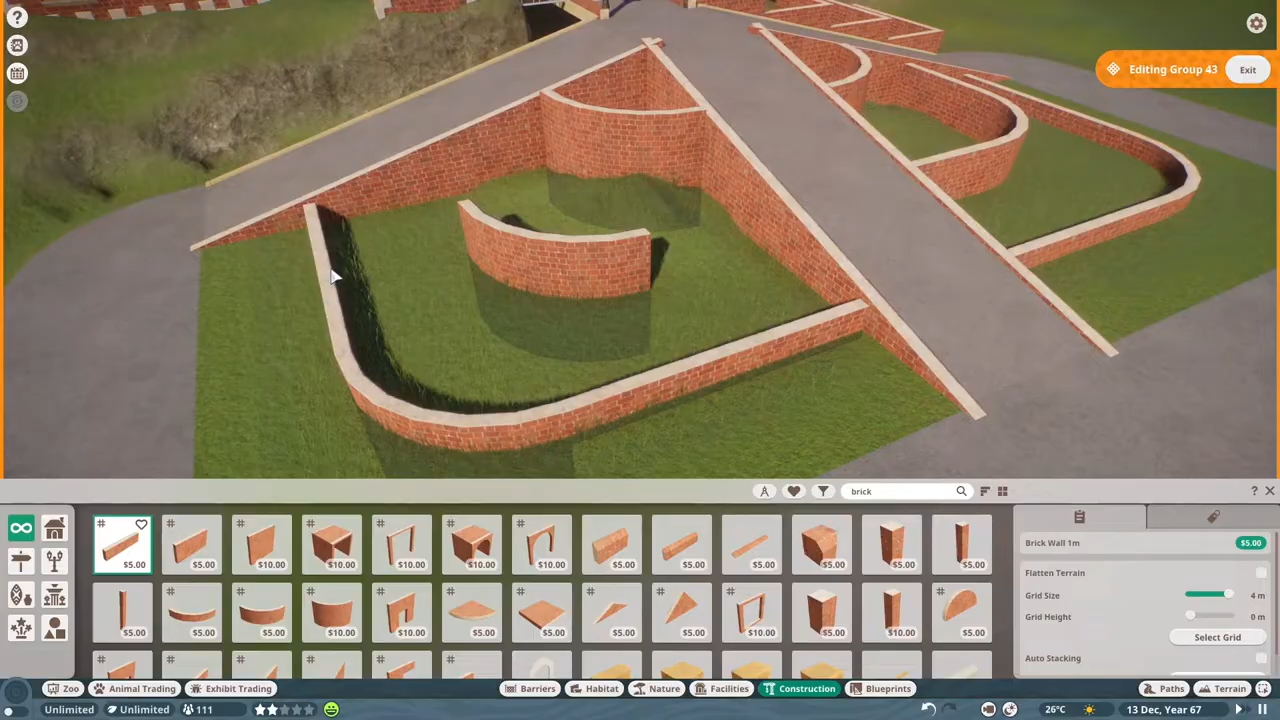 ?
Editing Group 43
Exit
brick
? ×
$5.00 $5.00 $10.00 $10.00 $10.00 $10.00 $10.00 $5.00 $5.00 $5.00 $5.00 $5.00 $5.00
Brick Wall 1m
$5.00
Flatten Terrain
Grid Size
4 m
Grid Height
0 m
Select Grid
$5.00 $5.00 $5.00 $10.00 $10.00 $5.00 $5.00 $5.00 $5.00 $10.00 $5.00 $10.00 $5.00
Auto Stacking
Zoo
Animal Trading
Exhibit Trading
Barriers
Habitat
Nature
Facilities
Construction
Blueprints
Paths
Terrain
Unlimited
Unlimited
111
26°C
13 Dec, Year 67